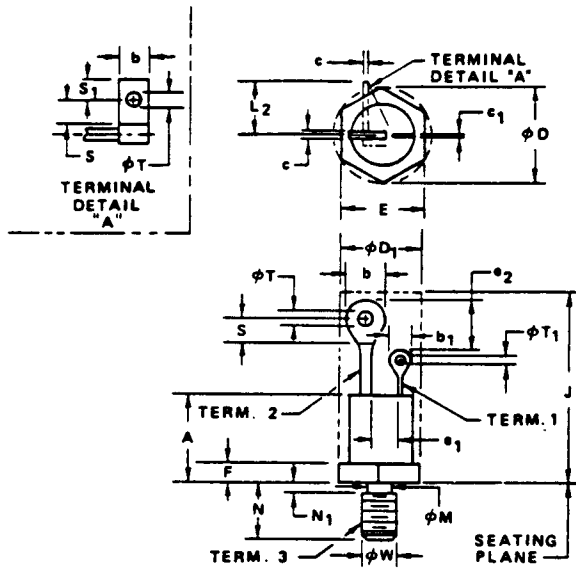 b
S1
S
φT
TERMINAL
DETAIL
"A"
c
TERMINAL
DETAIL "A"
L2
c1
φD
c
E
φD1
b
φT
e2
S
b1
φT1
J
TERM. 2
TERM. 1
A
e1
F
N
N1
φM
SEATING
PLANE
TERM. 3
φW